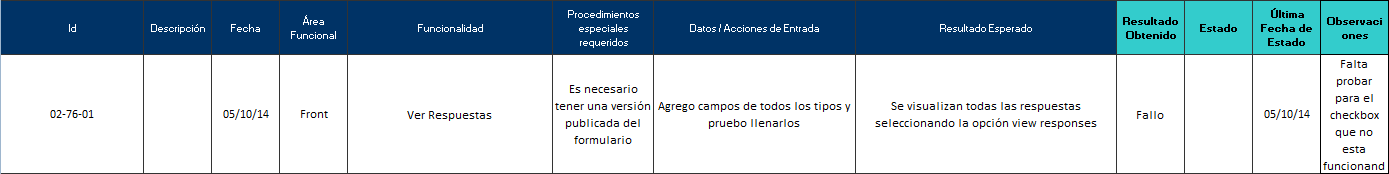 Id
Descripción
Fecha
Área
Funcional
Funcionalidad
Procedimientos
especiales
requeridos
Datos / Acciones de Entrada
Resultado Esperado
Resultado
Obtenido
Estado
Última
Fecha de
Estado
Observaci
ones
02-76-01
05/10/14
Front
Ver Respuestas
Es necesario
tener una versión
publicada del
formulario
Agrego campos de todos los tipos y
pruebo llenarlos
Se visualizan todas las respuestas
seleccionando la opción view responses
Fallo
05/10/14
Falta
probar
para el
checkbox
que no
esta
funcionand